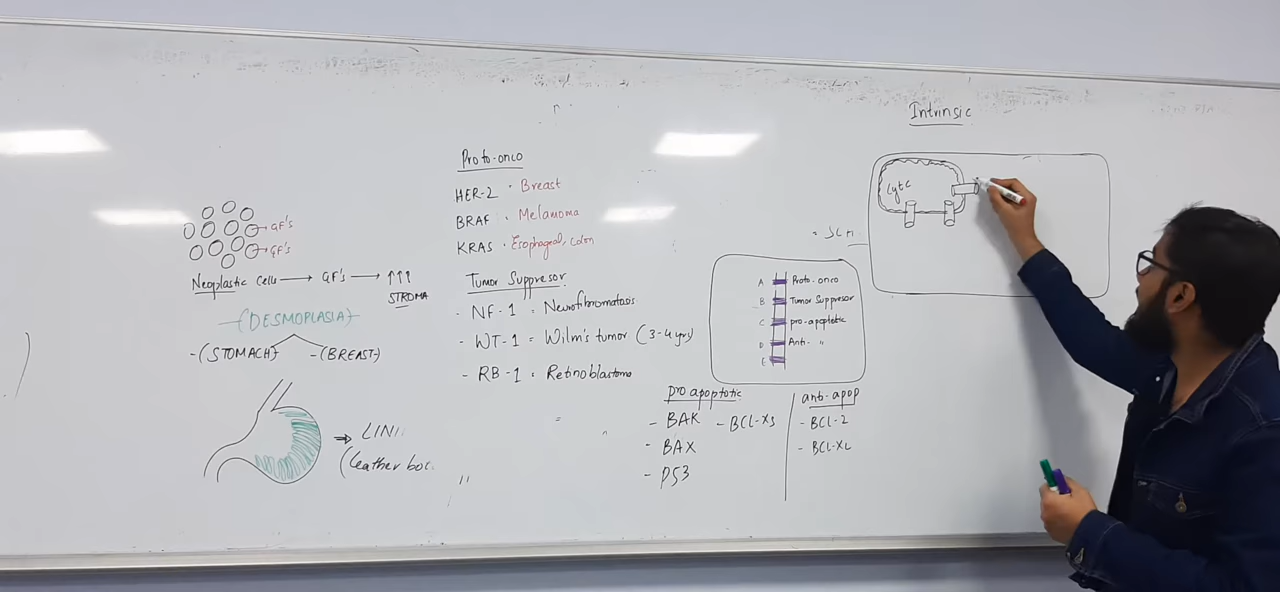 GF's
GF's
Neoplastic cells → GF's → ↑↑↑
STROMA
(DESMOPLASIA)
-(STOMACH) -(BREAST)
→ LINI
(Leather bo
Proto-onco
HER-2 · Breast
BRAF · Melanoma
KRAS · Esophageal, colon
Tumor Suppresor
· NF-1 = Neurofibromatosis
- WT-1 = Wilm's tumor (3-4 yrs)
- RB-1 = Retinoblastoma
A Proto-onco
B Tumor Suppresor
C pro-apoptotic
D Anti- "
E
pro apoptotic
- BAK - BCL-XS
- BAX
- P53
anti-apop
- BCL-2
- BCL-XL
Intrinsic
Cyt C